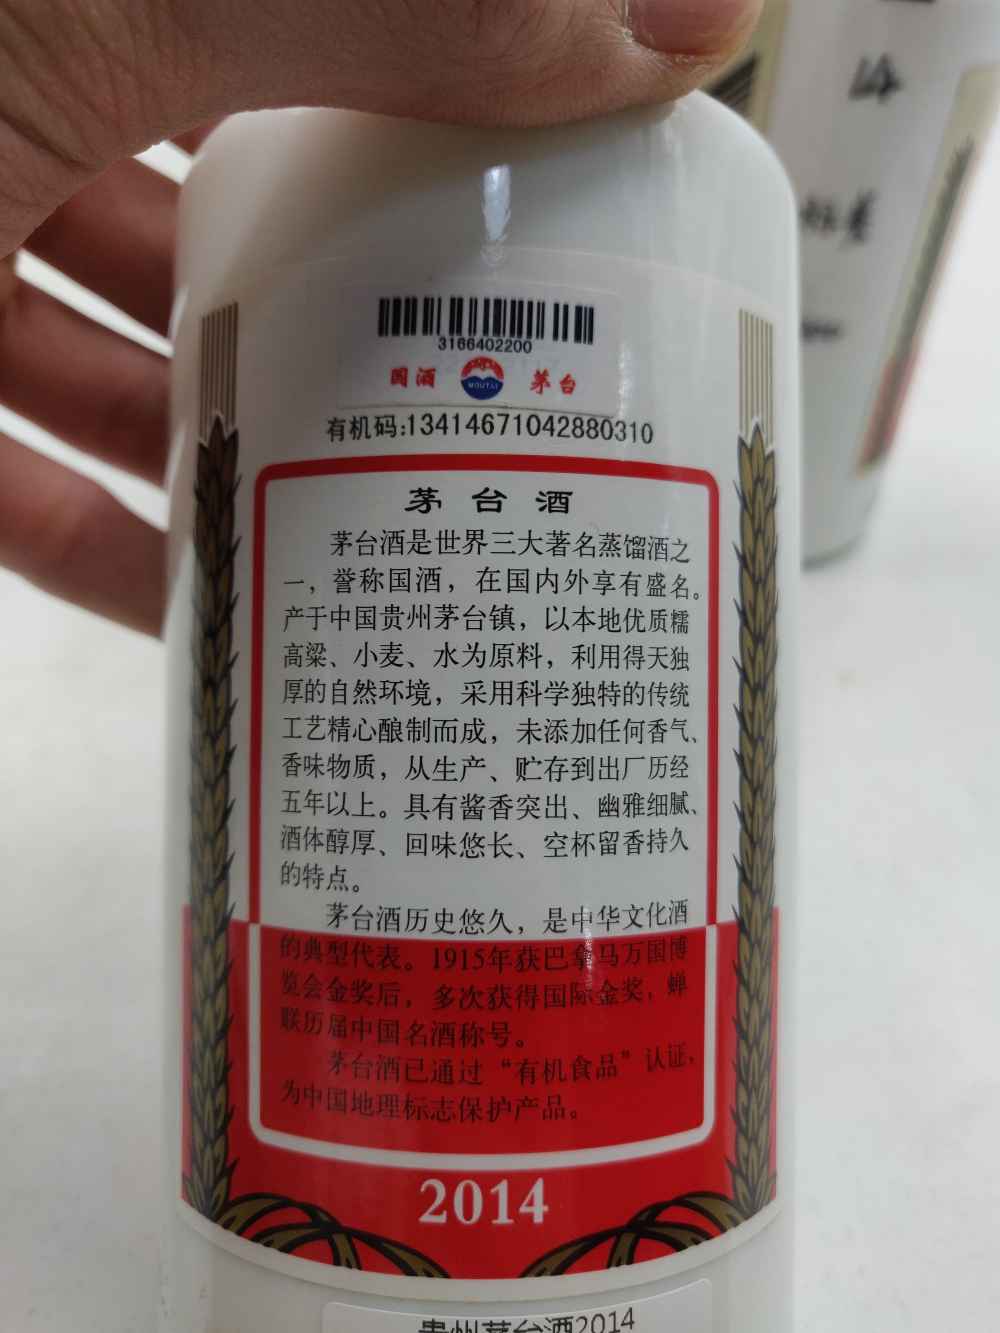 3166402200
国酒 MOUTAI 茅台
有机码:13414671042880310
茅台酒
茅台酒是世界三大著名蒸馏酒之
一，誉称国酒，在国内外享有盛名。
产于中国贵州茅台镇，以本地优质糯
高粱、小麦、水为原料，利用得天独
厚的自然环境，采用科学独特的传统
工艺精心酿制而成，未添加任何香气、
香味物质，从生产、贮存到出厂历经
五年以上。具有酱香突出、幽雅细腻、
酒体醇厚、回味悠长、空杯留香持久
的特点。
茅台酒历史悠久，是中华文化酒
的典型代表。1915年获巴拿马万国博
览会金奖后，多次获得国际金奖，蝉
联历届中国名酒称号。
茅台酒已通过“有机食品”认证，
为中国地理标志保护产品。
2014
贵州茅台酒2014